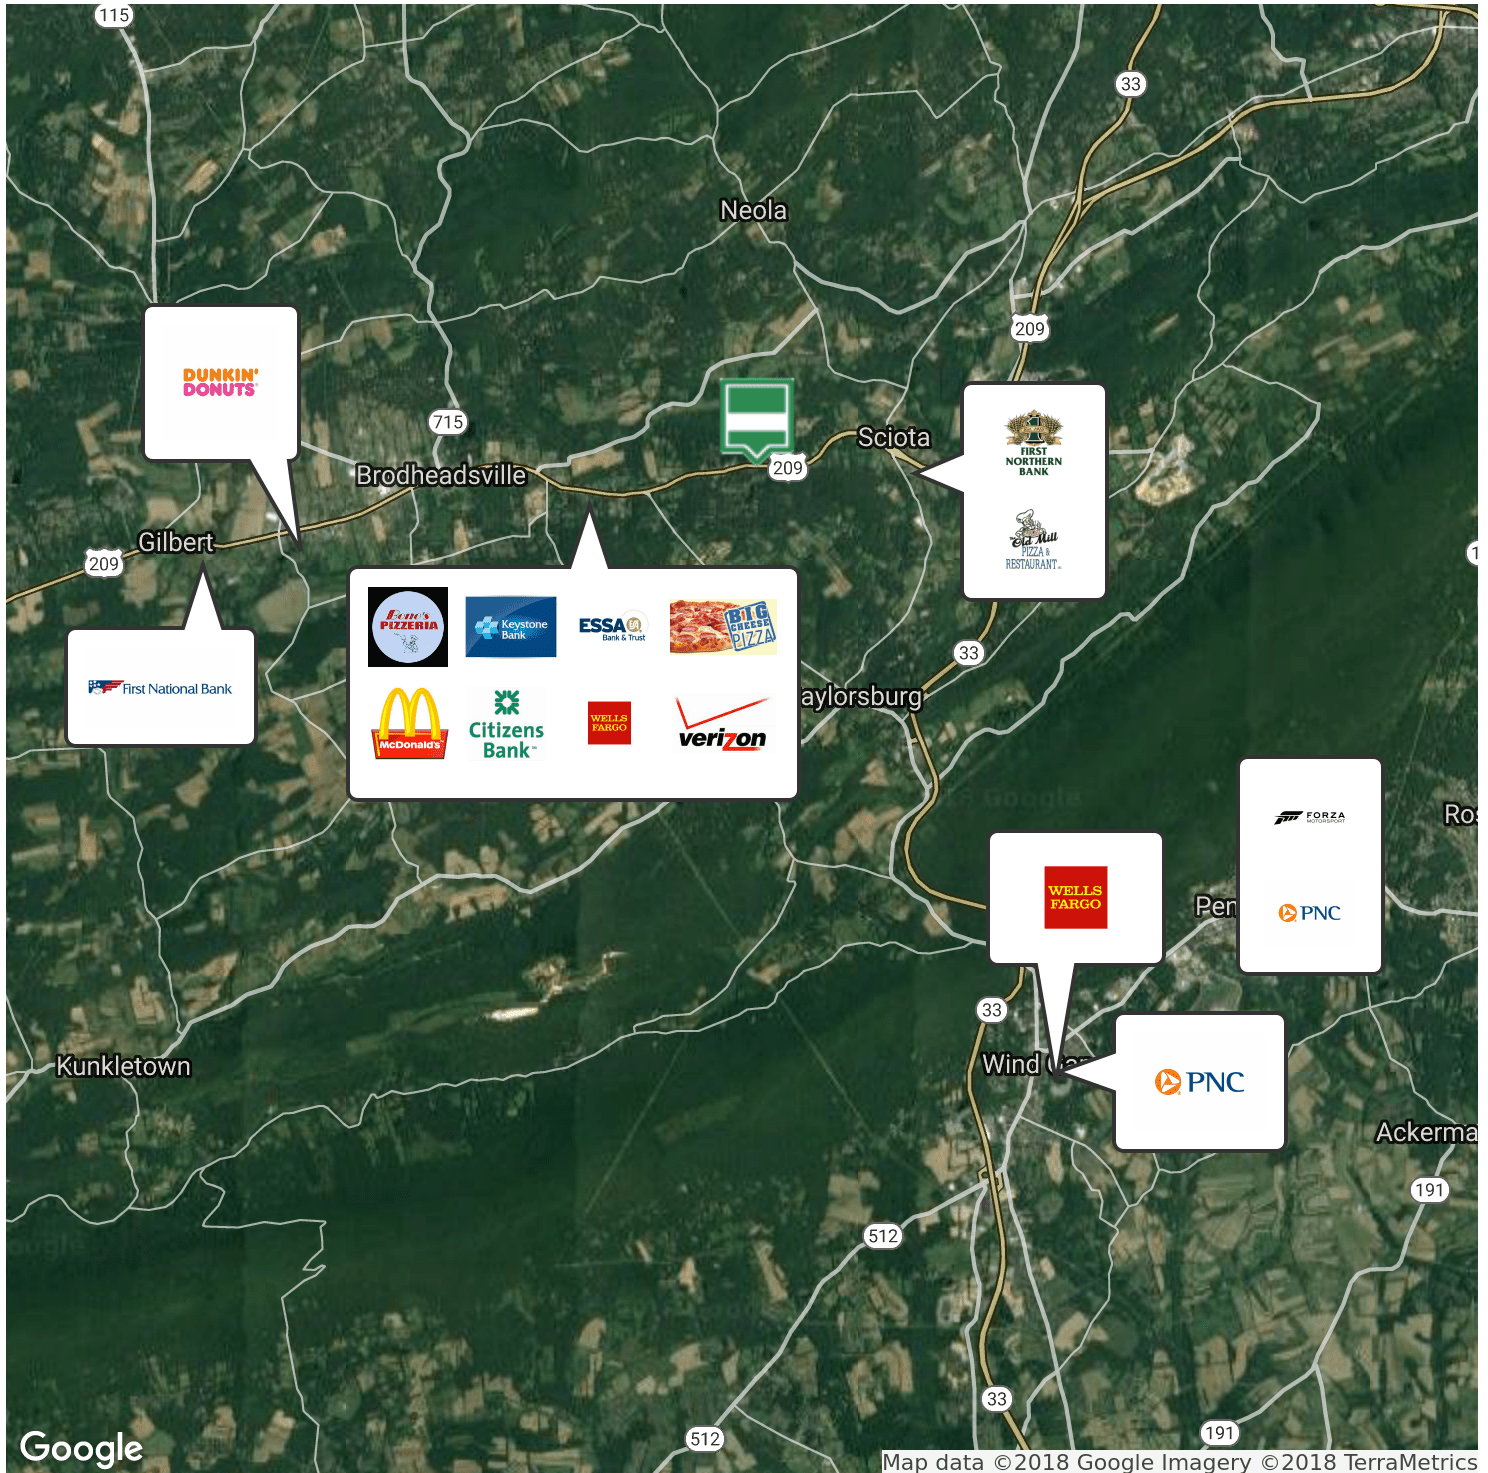 115
33
Neola
209
DUNKIN'
DONUTS
715
Sciota
FIRST
NORTHERN
BANK
Brodheadsville
209
Old Mill
PIZZA &
RESTAURANT
Gilbert
209
Bono's
PIZZERIA
Keystone
Bank
ESSA
Bank & Trust
BIG
CHEESE
PIZZA
33
First National Bank
aylorsburg
McDonald's
Citizens
Bank
WELLS
FARGO
verizon
Ros
FORZA
MOTORSPORT
WELLS
FARGO
Pen
PNC
33
Kunkletown
Wind Gap
PNC
Ackerma
191
512
33
191
512
Google
Map data ©2018 Google Imagery ©2018 TerraMetrics